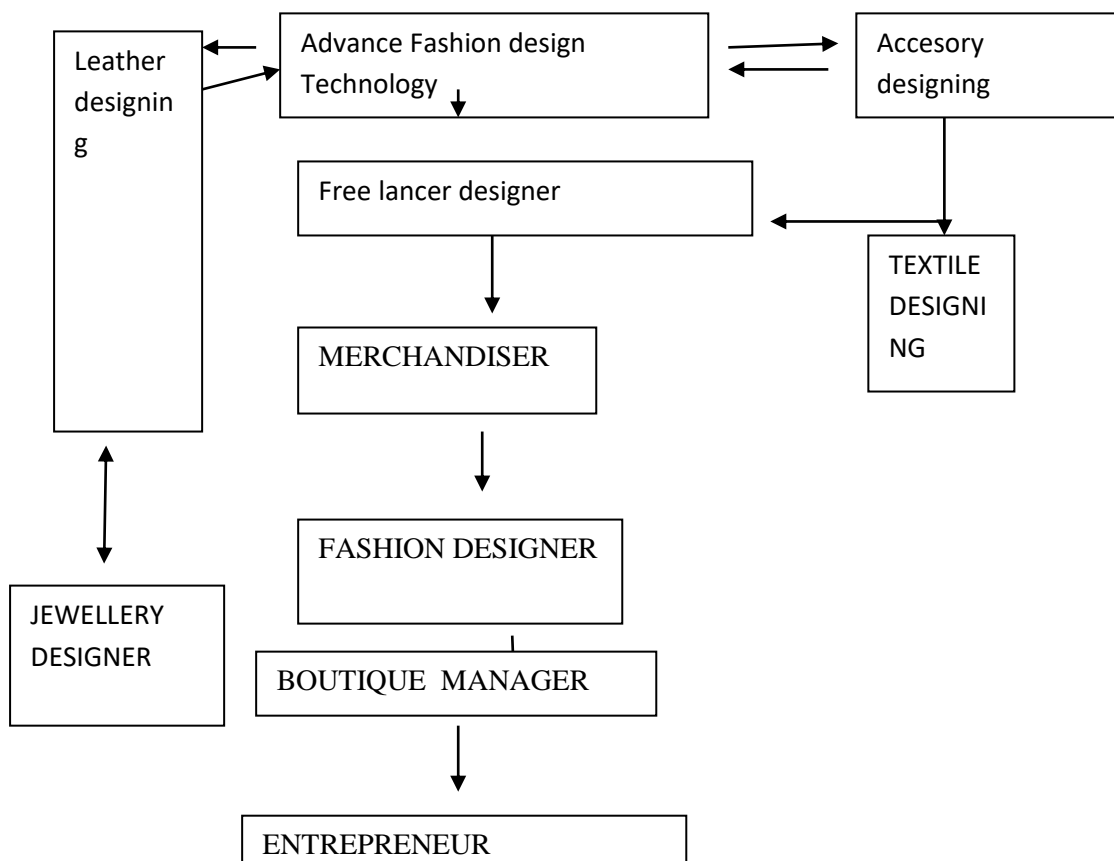 Leather
designin
g
Advance Fashion design
Technology
Accesory
designing
Free lancer designer
TEXTILE
DESIGNI
NG
MERCHANDISER
FASHION DESIGNER
JEWELLERY
DESIGNER
BOUTIQUE MANAGER
ENTREPRENEUR